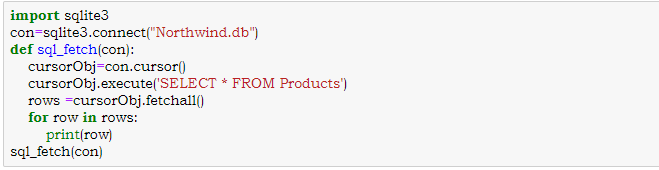 import sqlite3
con=sqlite3.connect("Northwind.db")
def sql_fetch(con):
    cursorObj=con.cursor()
    cursorObj.execute('SELECT * FROM Products')
    rows =cursorObj.fetchall()
    for row in rows:
        print(row)
sql_fetch(con)